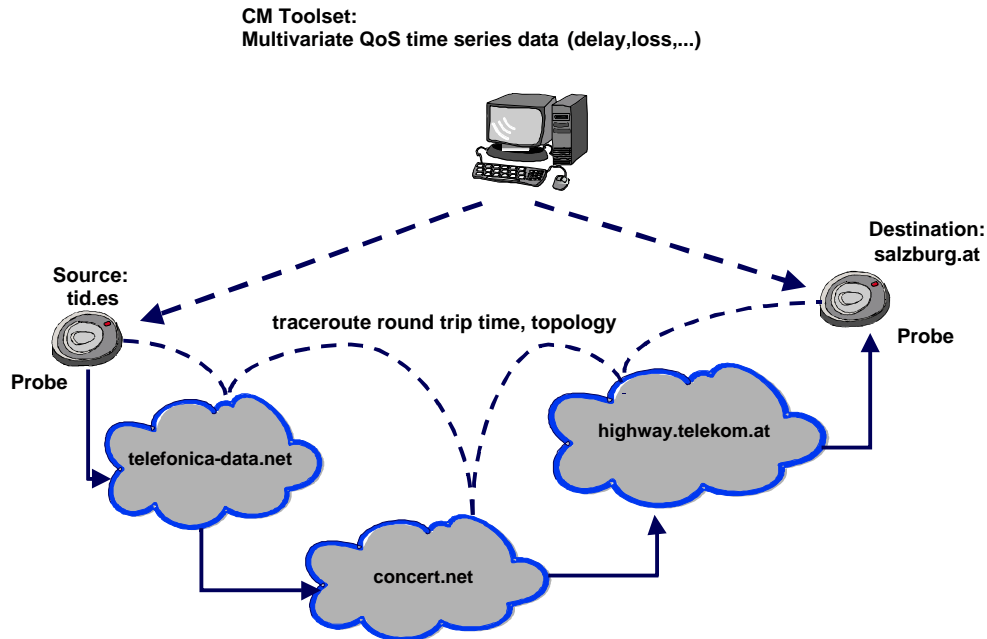 CM Toolset:
Multivariate QoS time series data (delay,loss,...)
Destination:
salzburg.at
Source:
tid.es
traceroute round trip time, topology
Probe
Probe
highway.telekom.at
telefonica-data.net
concert.net